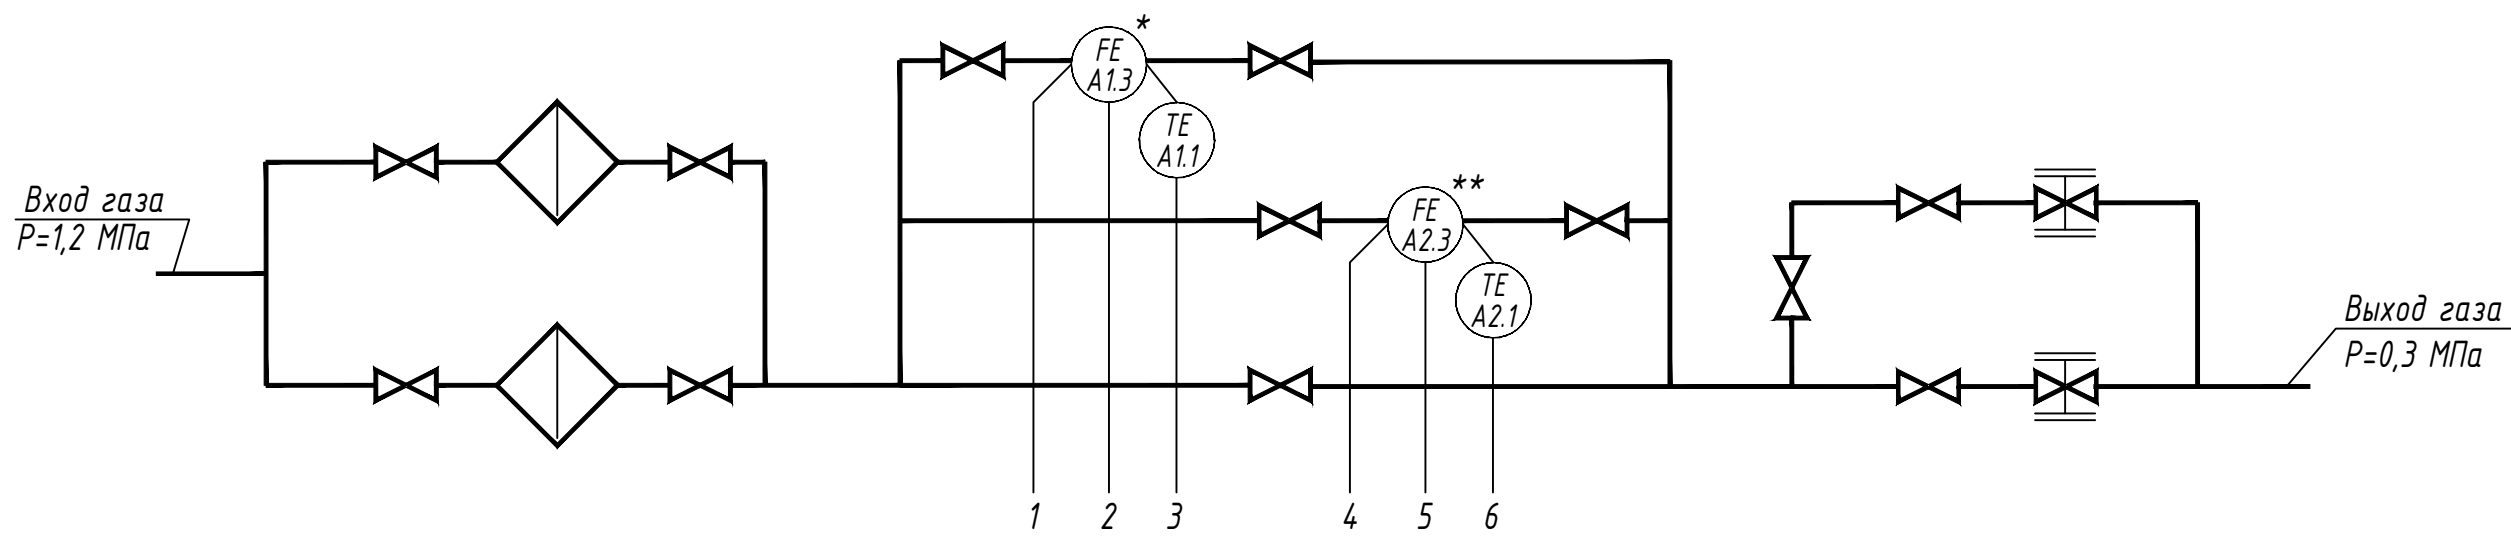 *
FE
A1.3
TE
A1.1
Вход газа
P=1,2 МПа
**
FE
A2.3
TE
A2.1
Выход газа
P=0,3 МПа
1 2 3 4 5 6